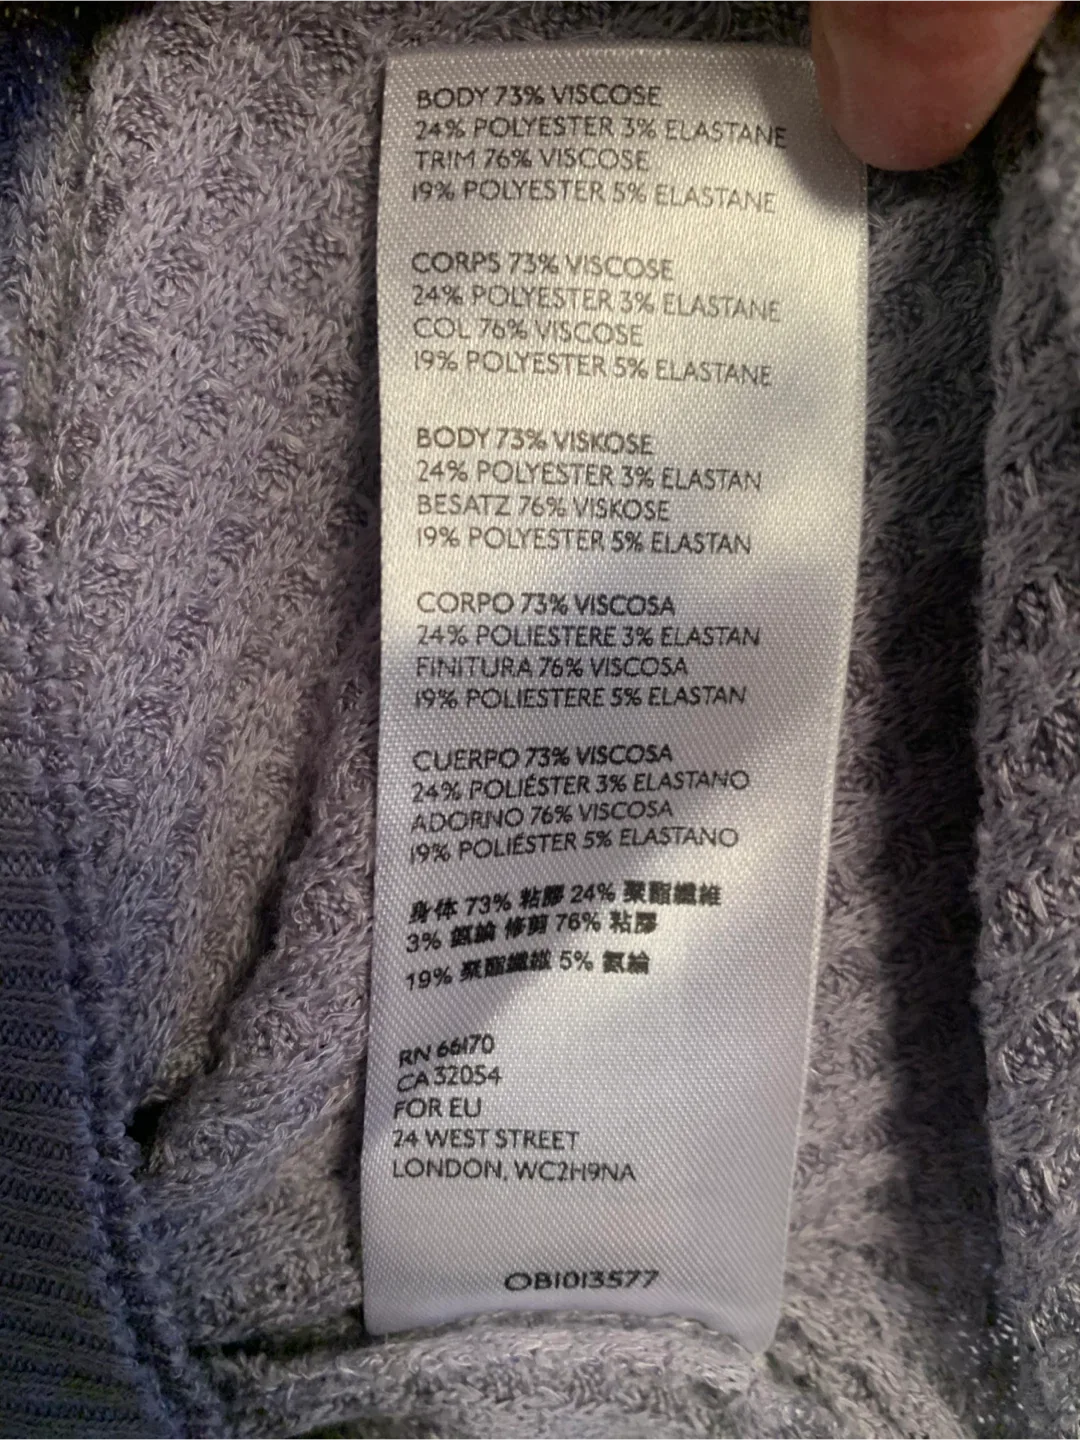 BODY 73% VISCOSE
24% POLYESTER 3% ELASTANE
TRIM 76% VISCOSE
19% POLYESTER 5% ELASTANE
CORPS 73% VISCOSE
24% POLYESTER 3% ELASTANE
COL 76% VISCOSE
19% POLYESTER 5% ELASTANE
BODY 73% VISKOSE
24% POLYESTER 3% ELASTAN
BESATZ 76% VISKOSE
19% POLYESTER 5% ELASTAN
CORPO 73% VISCOSA
24% POLIESTERE 3% ELASTAN
FINITURA 76% VISCOSA
19% POLIESTERE 5% ELASTAN
CUERPO 73% VISCOSA
24% POLIÉSTER 3% ELASTANO
ADORNO 76% VISCOSA
19% POLIÉSTER 5% ELASTANO
身体 73% 粘膠 24% 聚酯纖維
3% 氨綸 修剪 76% 粘膠
19% 聚酯纖維 5% 氨綸
RN 66170
CA 32054
FOR EU
24 WEST STREET
LONDON, WC2H9NA
OB1013577